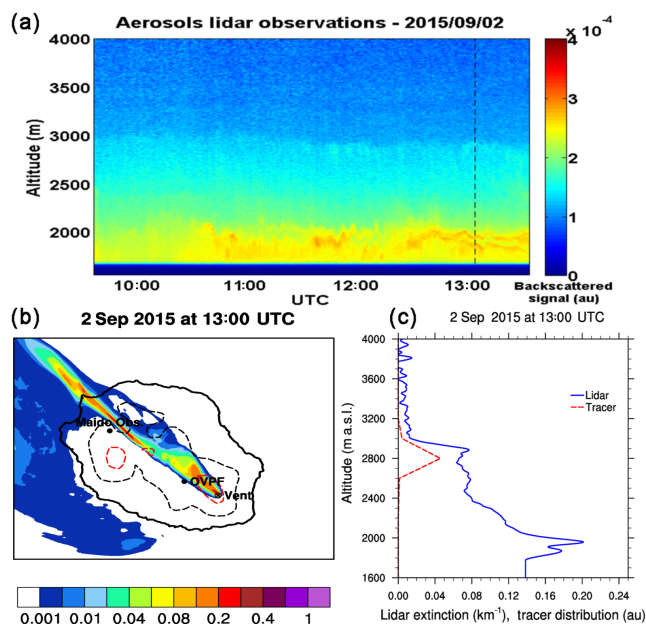 (a)
Aerosols lidar observations - 2015/09/02
x 10^-4
4000
3500
3000
2500
2000
Altitude (m)
10:00 11:00 12:00 13:00
UTC
4
3
2
1
0
Backscattered
signal (au)
(b)
2 Sep 2015 at 13:00 UTC
Maido Obs.
OVPF
Vent
0.001 0.01 0.04 0.08 0.2 0.4 1
(c)
2 Sep 2015 at 13:00 UTC
4000
3600
3200
2800
2400
2000
1600
Altitude (m a.s.l.)
Lidar
Tracer
0.00 0.04 0.08 0.12 0.16 0.20 0.24
Lidar extinction (km⁻¹), tracer distribution (au)